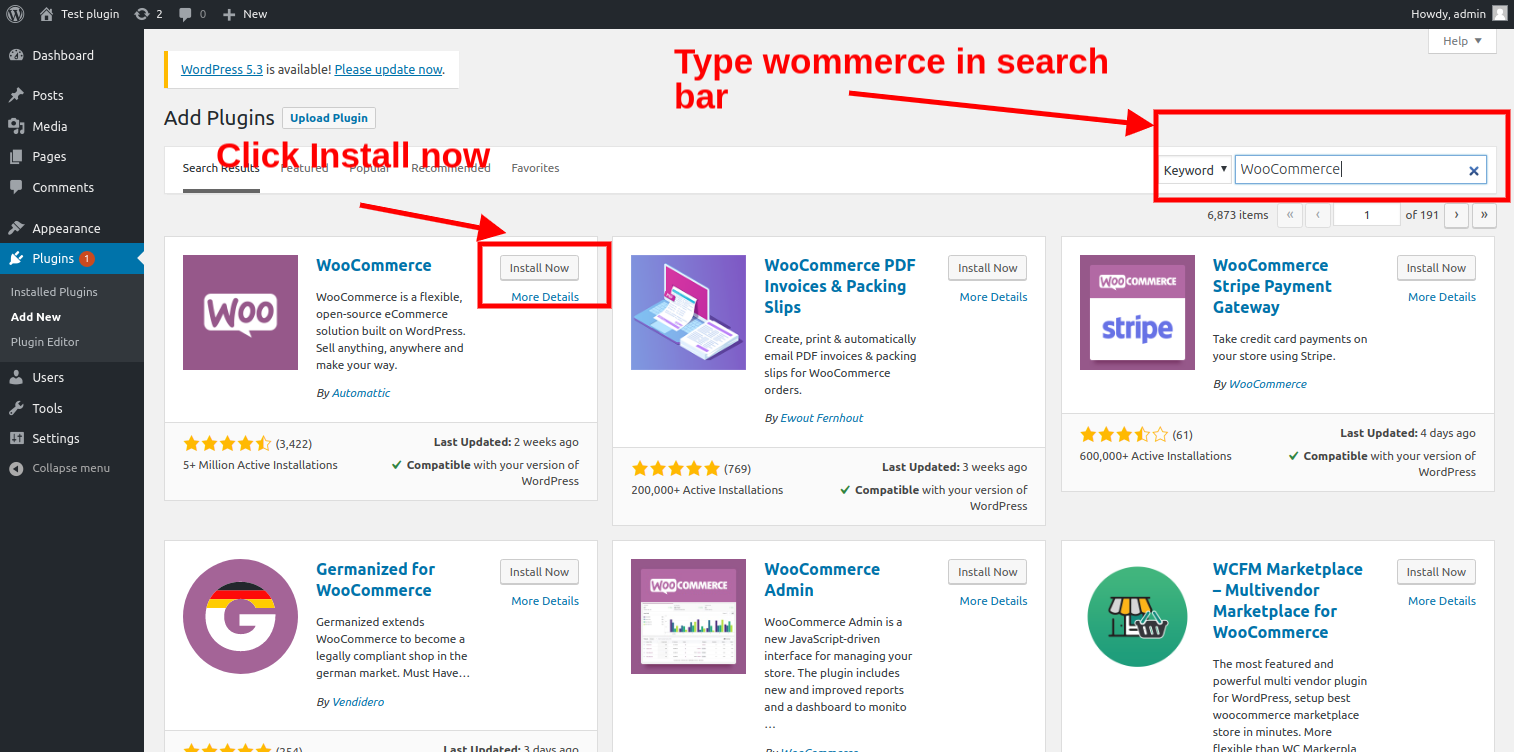 Test plugin
2
0
New
Howdy, admin
Dashboard
Posts
Media
Pages
Comments
Appearance
Plugins 1
Installed Plugins
Add New
Plugin Editor
Users
Tools
Settings
Collapse menu
Help
WordPress 5.3 is available! Please update now.
Type wommerce in search
bar
Add Plugins
Upload Plugin
Click Install now
Search Results
Featured
Popular
Recommended
Favorites
Keyword
WooCommerce
6,873 items
«
‹
1
of 191
›
»
WOO
WooCommerce
Install Now
More Details
WooCommerce is a flexible,
open-source eCommerce
solution built on WordPress.
Sell anything, anywhere and
make your way.
By Automattic
(3,422)
Last Updated: 2 weeks ago
5+ Million Active Installations
Compatible with your version of
WordPress
WooCommerce PDF
Invoices & Packing
Slips
Install Now
More Details
Create, print & automatically
email PDF invoices & packing
slips for WooCommerce
orders.
By Ewout Fernhout
(769)
Last Updated: 3 weeks ago
200,000+ Active Installations
Compatible with your version of
WordPress
WOOCOMMERCE
stripe
WooCommerce
Stripe Payment
Gateway
Install Now
More Details
Take credit card payments on
your store using Stripe.
By WooCommerce
(61)
Last Updated: 4 days ago
600,000+ Active Installations
Compatible with your version of
WordPress
G
Germanized for
WooCommerce
Install Now
More Details
Germanized extends
WooCommerce to become a
legally compliant shop in the
german market. Must Have…
By Vendidero
(254)
Last Updated: 3 days ago
WOOCOMMERCE
WooCommerce
Admin
Install Now
More Details
WooCommerce Admin is a
new JavaScript-driven
interface for managing your
store. The plugin includes
new and improved reports
and a dashboard to monito
…
By WooCommerce
WCFM Marketplace
– Multivendor
Marketplace for
WooCommerce
Install Now
More Details
The most featured and
powerful multi vendor plugin
for WordPress, setup best
woocommerce marketplace
store in minutes. More
flexible than WC Markerpla